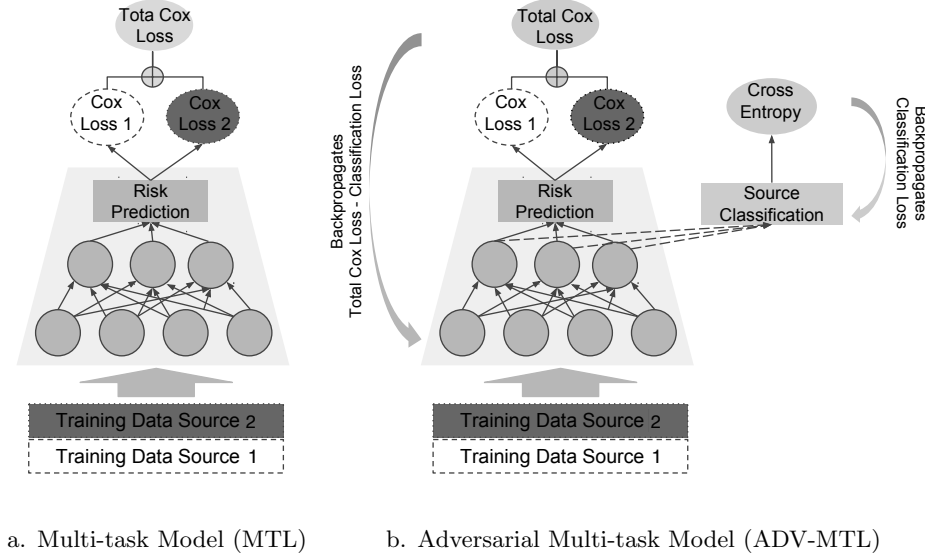 Tota Cox
Loss
Cox
Loss 1
Cox
Loss 2
Risk
Prediction
Training Data Source 2
Training Data Source 1
a. Multi-task Model (MTL)
Backpropagates
Total Cox Loss - Classification Loss
Total Cox
Loss
Cox
Loss 1
Cox
Loss 2
Risk
Prediction
Cross
Entropy
Source
Classification
Backpropagates
Classification Loss
Training Data Source 2
Training Data Source 1
b. Adversarial Multi-task Model (ADV-MTL)